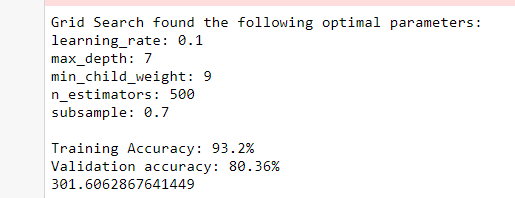 Grid Search found the following optimal parameters:
learning_rate: 0.1
max_depth: 7
min_child_weight: 9
n_estimators: 500
subsample: 0.7
Training Accuracy: 93.2%
Validation accuracy: 80.36%
301.6062867641449